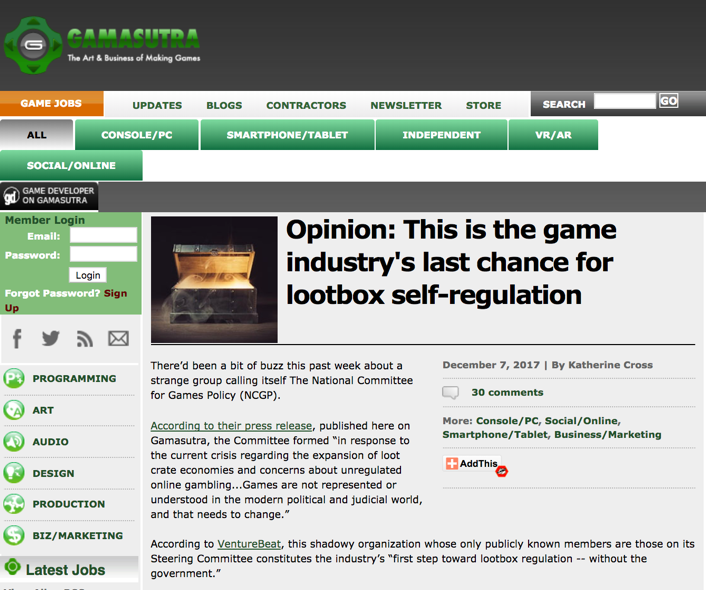 GAMASUTRA
The Art & Business of Making Games
GAME JOBS
UPDATES
BLOGS
CONTRACTORS
NEWSLETTER
STORE
SEARCH
GO
ALL
CONSOLE/PC
SMARTPHONE/TABLET
INDEPENDENT
VR/AR
SOCIAL/ONLINE
gd
GAME DEVELOPER
ON GAMASUTRA
Member Login
Email:
Password:
Login
Forgot Password? Sign
Up
PROGRAMMING
ART
AUDIO
DESIGN
PRODUCTION
BIZ/MARKETING
Latest Jobs
Opinion: This is the game
industry's last chance for
lootbox self-regulation
December 7, 2017 | By Katherine Cross
30 comments
More: Console/PC, Social/Online,
Smartphone/Tablet, Business/Marketing
AddThis
There’d been a bit of buzz this past week about a
strange group calling itself The National Committee
for Games Policy (NCGP).
According to their press release, published here on
Gamasutra, the Committee formed “in response to
the current crisis regarding the expansion of loot
crate economies and concerns about unregulated
online gambling...Games are not represented or
understood in the modern political and judicial world,
and that needs to change.”
According to VentureBeat, this shadowy organization whose only publicly known members are those on its
Steering Committee constitutes the industry’s “first step toward lootbox regulation -- without the
government.”